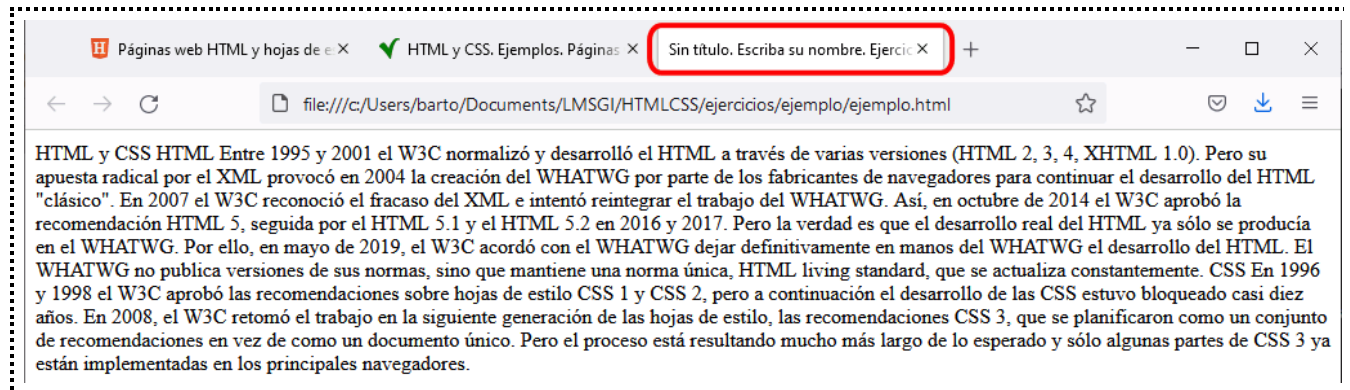 Páginas web HTML y hojas de e
HTML y CSS. Ejemplos. Páginas
Sin título. Escriba su nombre. Ejercic
file:///c:/Users/barto/Documents/LMSGI/HTMLCSS/ejercicios/ejemplo/ejemplo.html
HTML y CSS HTML Entre 1995 y 2001 el W3C normalizó y desarrolló el HTML a través de varias versiones (HTML 2, 3, 4, XHTML 1.0). Pero su
apuesta radical por el XML provocó en 2004 la creación del WHATWG por parte de los fabricantes de navegadores para continuar el desarrollo del HTML
"clásico". En 2007 el W3C reconoció el fracaso del XML e intentó reintegrar el trabajo del WHATWG. Así, en octubre de 2014 el W3C aprobó la
recomendación HTML 5, seguida por el HTML 5.1 y el HTML 5.2 en 2016 y 2017. Pero la verdad es que el desarrollo real del HTML ya sólo se producía
en el WHATWG. Por ello, en mayo de 2019, el W3C acordó con el WHATWG dejar definitivamente en manos del WHATWG el desarrollo del HTML. El
WHATWG no publica versiones de sus normas, sino que mantiene una norma única, HTML living standard, que se actualiza constantemente. CSS En 1996
y 1998 el W3C aprobó las recomendaciones sobre hojas de estilo CSS 1 y CSS 2, pero a continuación el desarrollo de las CSS estuvo bloqueado casi diez
años. En 2008, el W3C retomó el trabajo en la siguiente generación de las hojas de estilo, las recomendaciones CSS 3, que se planificaron como un conjunto
de recomendaciones en vez de como un documento único. Pero el proceso está resultando mucho más largo de lo esperado y sólo algunas partes de CSS 3 ya
están implementadas en los principales navegadores.